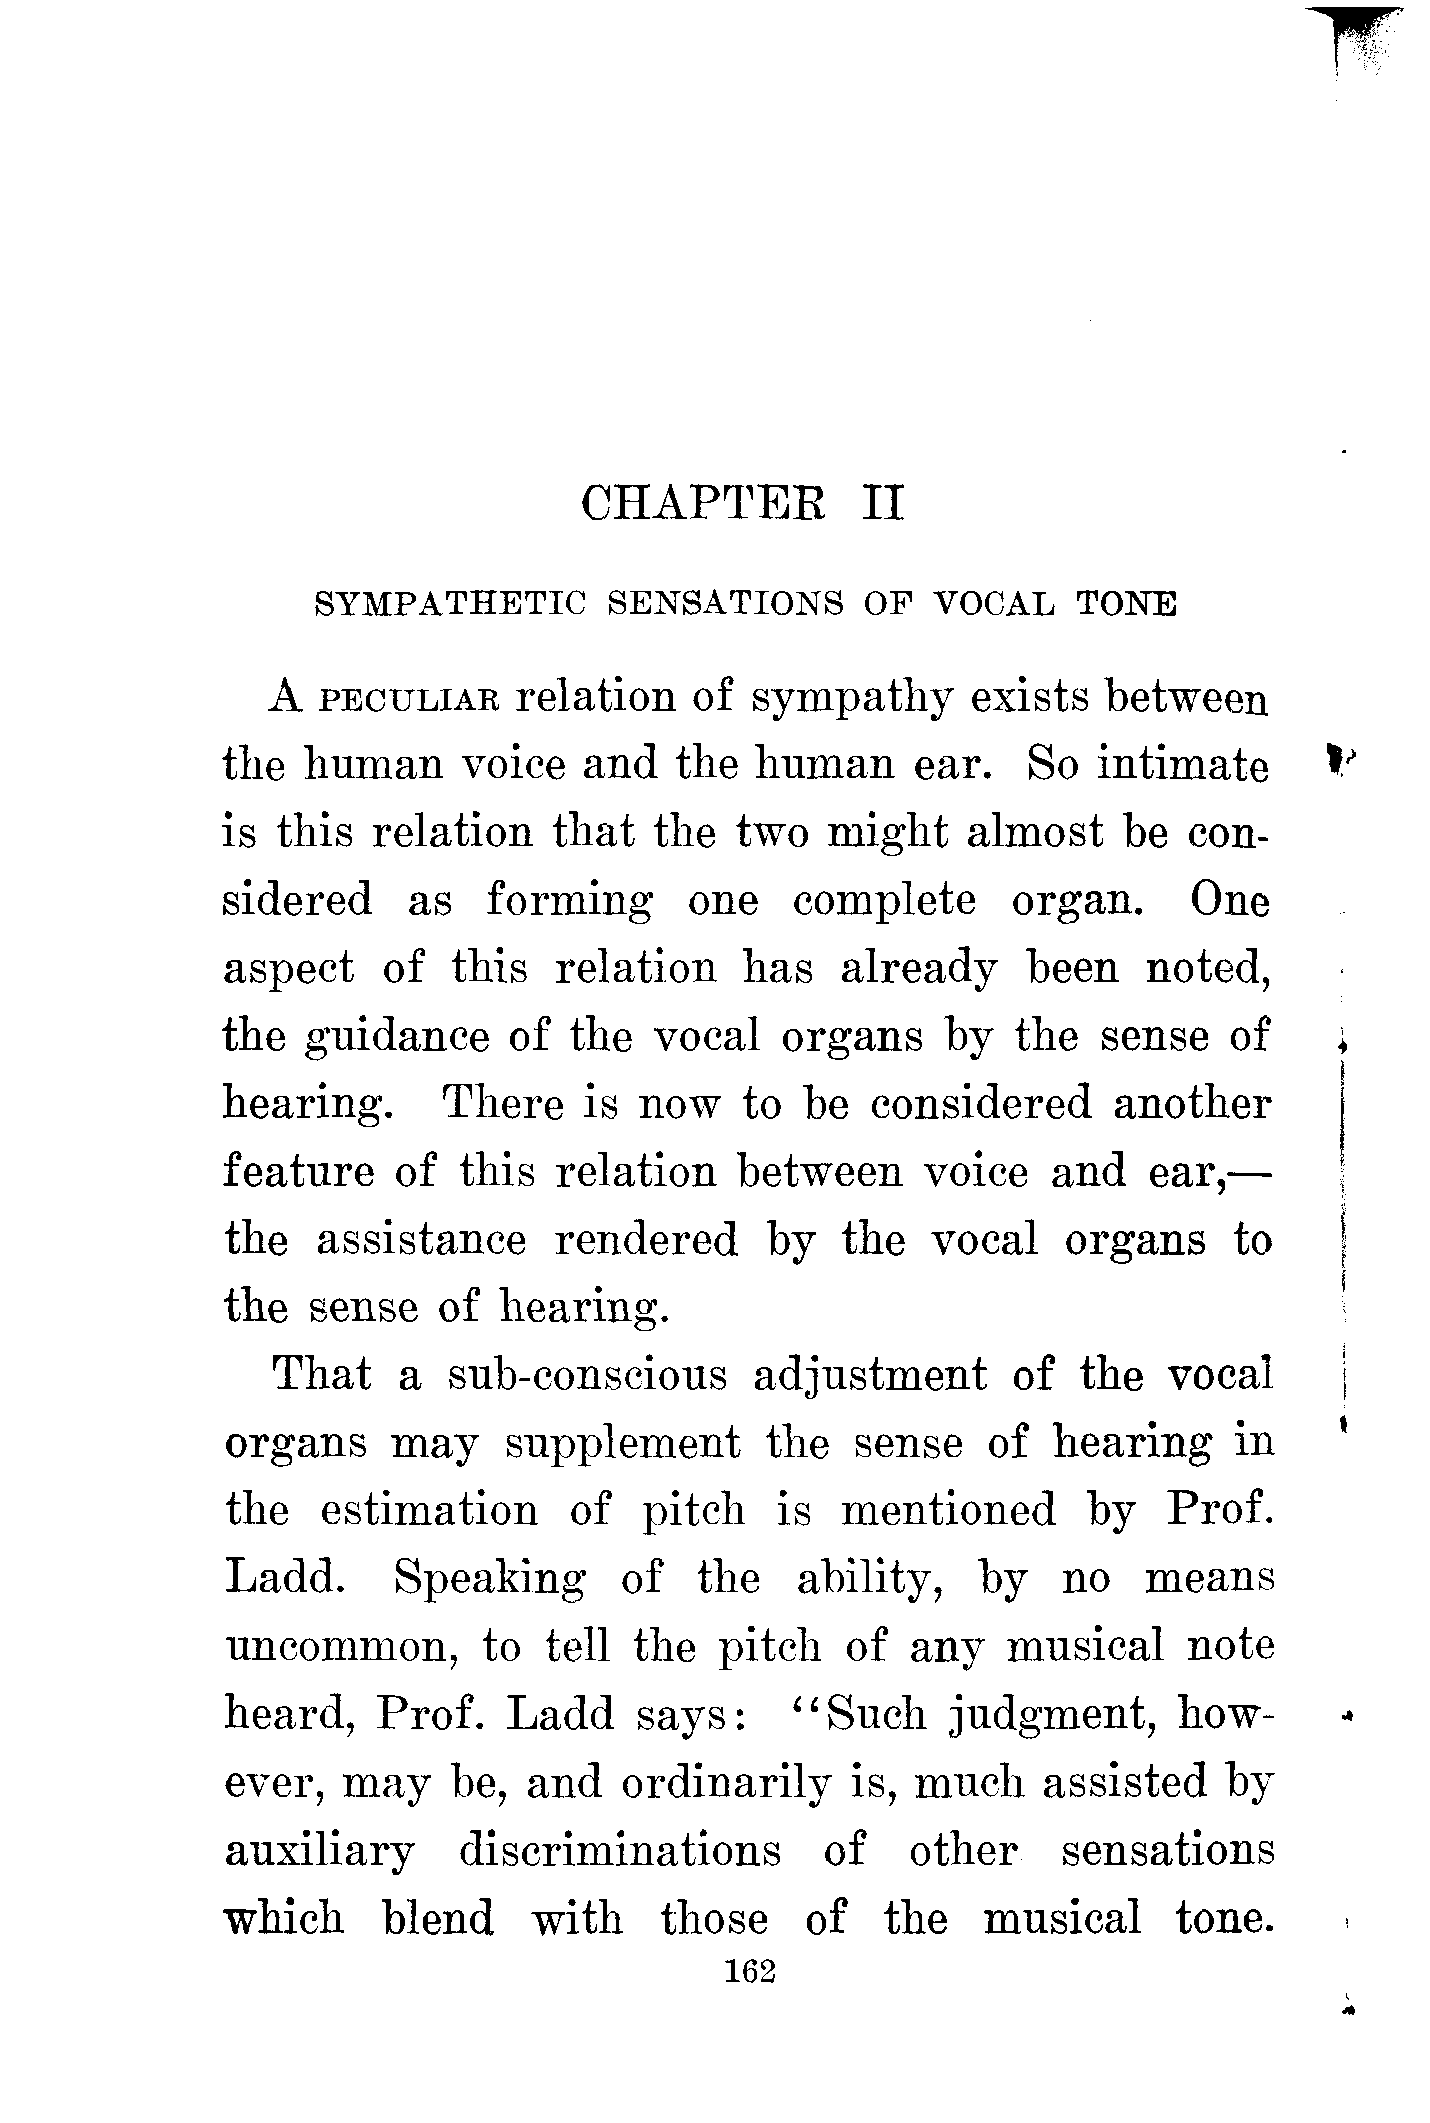 CHAPTER II
SYMPATHETIC SENSATIONS OF VOCAL TONE
A PECULIAR relation of sympathy exists between
the human voice and the human ear. So intimate
is this relation that the two might almost be con-
sidered as forming one complete organ. One
aspect of this relation has already been noted,
the guidance of the vocal organs by the sense of
hearing. There is now to be considered another
feature of this relation between voice and ear,—
the assistance rendered by the vocal organs to
the sense of hearing.
That a sub-conscious adjustment of the vocal
organs may supplement the sense of hearing in
the estimation of pitch is mentioned by Prof.
Ladd. Speaking of the ability, by no means
uncommon, to tell the pitch of any musical note
heard, Prof. Ladd says: “Such judgment, how-
ever, may be, and ordinarily is, much assisted by
auxiliary discriminations of other sensations
which blend with those of the musical tone.
162